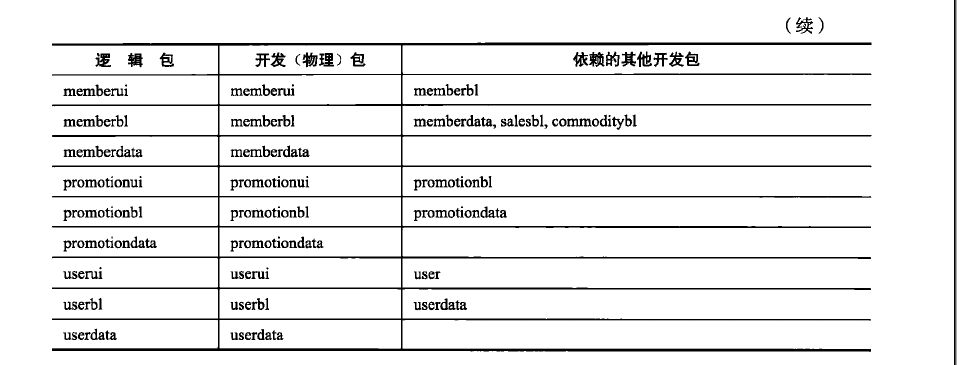 （续）
逻 辑 包 开发（物理）包 依赖的其他开发包
memberui memberui memberbl
memberbl memberbl memberdata, salesbl, commoditybl
memberdata memberdata
promotionui promotionui promotionbl
promotionbl promotionbl promotiondata
promotiondata promotiondata
userui userui user
userbl userbl userdata
userdata userdata